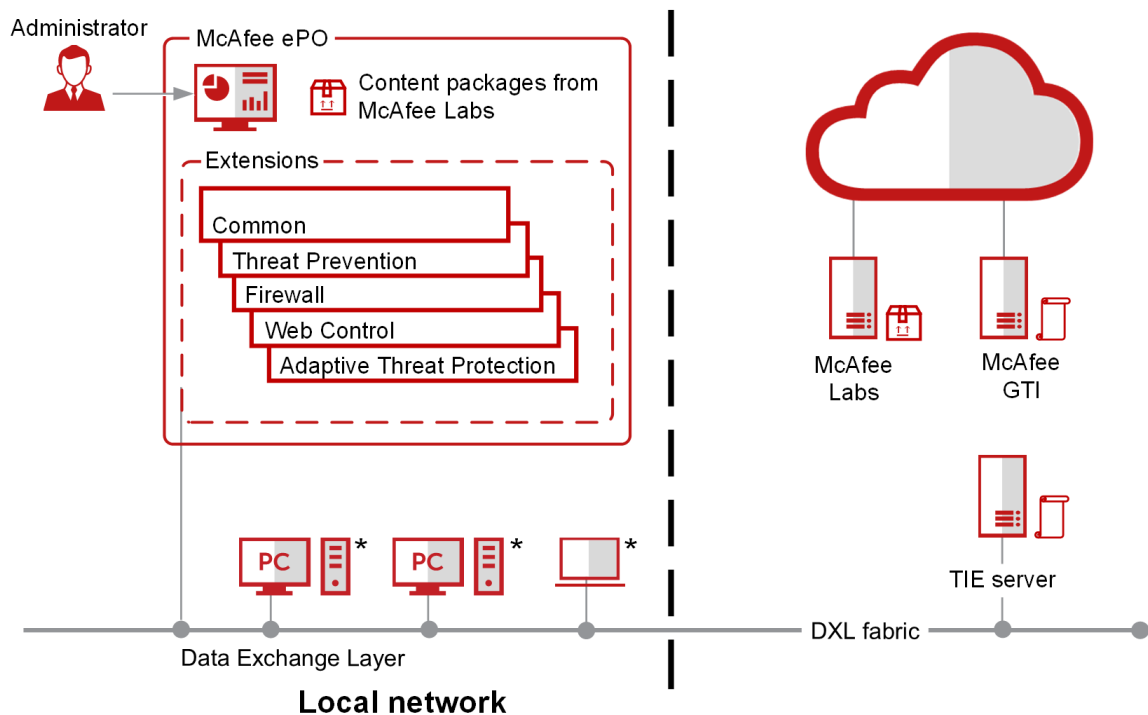 Administrator
McAfee ePO
Content packages from
McAfee Labs
Extensions
Common
Threat Prevention
Firewall
Web Control
Adaptive Threat Protection
McAfee
Labs
McAfee
GTI
PC
*
PC
*
*
TIE server
DXL fabric
Data Exchange Layer
Local network